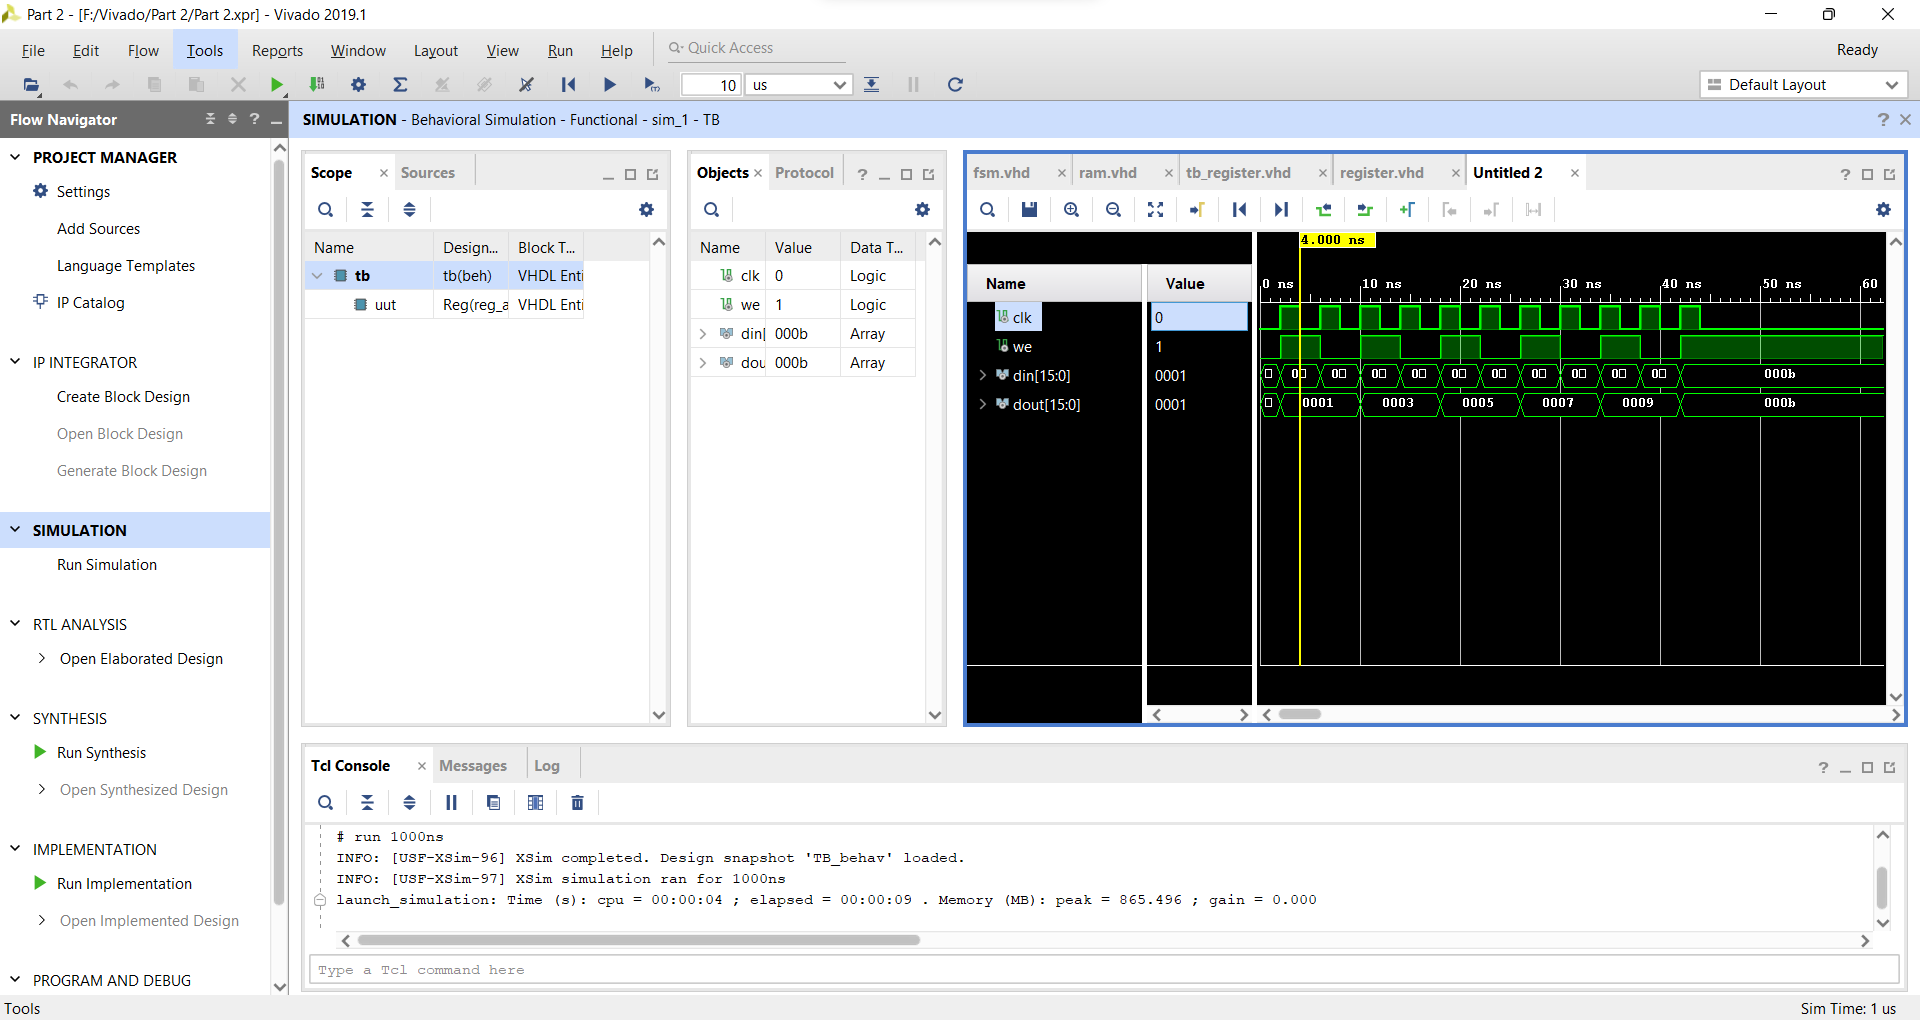 Part 2 - [F:/Vivado/Part 2/Part 2.xpr] - Vivado 2019.1
File Edit Flow Tools Reports Window Layout View Run Help Quick Access Ready
10 us Default Layout
Flow Navigator
SIMULATION - Behavioral Simulation - Functional - sim_1 - TB
PROJECT MANAGER
Settings
Add Sources
Language Templates
IP Catalog
IP INTEGRATOR
Create Block Design
Open Block Design
Generate Block Design
SIMULATION
Run Simulation
RTL ANALYSIS
Open Elaborated Design
SYNTHESIS
Run Synthesis
Open Synthesized Design
IMPLEMENTATION
Run Implementation
Open Implemented Design
PROGRAM AND DEBUG
Scope Sources
Name Design... Block T...
tb tb(beh) VHDL Enti
uut Reg(reg_a VHDL Enti
Objects Protocol
Name Value Data T...
clk 0 Logic
we 1 Logic
din[ 000b Array
dou 000b Array
fsm.vhd ram.vhd tb_register.vhd register.vhd Untitled 2
4.000 ns
Name Value
0 ns 10 ns 20 ns 30 ns 40 ns 50 ns 60
clk 0
we 1
din[15:0] 0001 0 0 0 0 0 0 0 0 0 000b
dout[15:0] 0001 0001 0003 0005 0007 0009 000b
Tcl Console Messages Log
# run 1000ns
INFO: [USF-XSim-96] XSim completed. Design snapshot 'TB_behav' loaded.
INFO: [USF-XSim-97] XSim simulation ran for 1000ns
launch_simulation: Time (s): cpu = 00:00:04 ; elapsed = 00:00:09 . Memory (MB): peak = 865.496 ; gain = 0.000
Type a Tcl command here
Tools Sim Time: 1 us